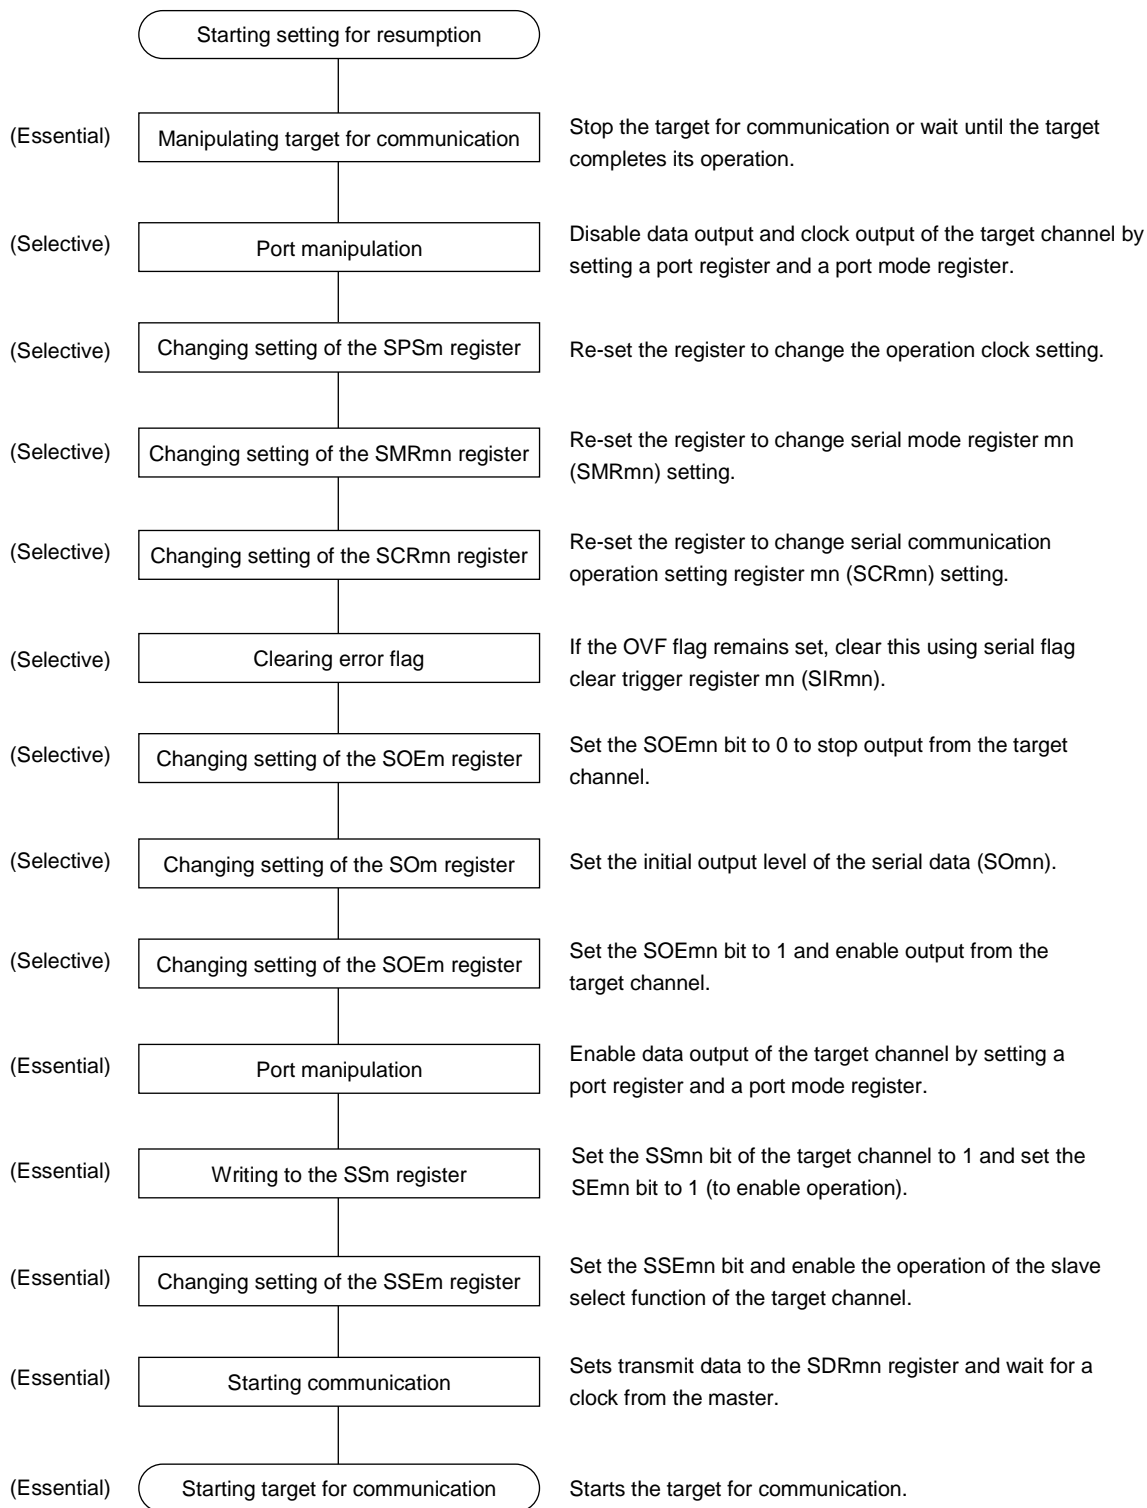 Starting setting for resumption
(Essential)
Manipulating target for communication
Stop the target for communication or wait until the target
completes its operation.
(Selective)
Port manipulation
Disable data output and clock output of the target channel by
setting a port register and a port mode register.
(Selective)
Changing setting of the SPSm register
Re-set the register to change the operation clock setting.
(Selective)
Changing setting of the SMRmn register
Re-set the register to change serial mode register mn
(SMRmn) setting.
(Selective)
Changing setting of the SCRmn register
Re-set the register to change serial communication
operation setting register mn (SCRmn) setting.
(Selective)
Clearing error flag
If the OVF flag remains set, clear this using serial flag
clear trigger register mn (SIRmn).
(Selective)
Changing setting of the SOEm register
Set the SOEmn bit to 0 to stop output from the target
channel.
(Selective)
Changing setting of the SOm register
Set the initial output level of the serial data (SOmn).
(Selective)
Changing setting of the SOEm register
Set the SOEmn bit to 1 and enable output from the
target channel.
(Essential)
Port manipulation
Enable data output of the target channel by setting a
port register and a port mode register.
(Essential)
Writing to the SSm register
Set the SSmn bit of the target channel to 1 and set the
SEmn bit to 1 (to enable operation).
(Essential)
Changing setting of the SSEm register
Set the SSEmn bit and enable the operation of the slave
select function of the target channel.
(Essential)
Starting communication
Sets transmit data to the SDRmn register and wait for a
clock from the master.
(Essential)
Starting target for communication
Starts the target for communication.